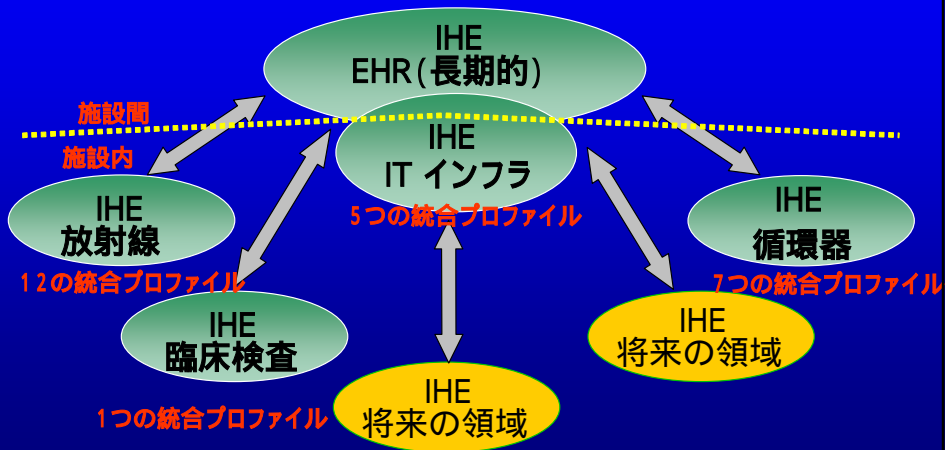 IHE
EHR(長期的)
施設間
施設内
IHE
IT インフラ
5つの統合プロファイル
IHE
放射線
12の統合プロファイル
IHE
循環器
7つの統合プロファイル
IHE
臨床検査
1つの統合プロファイル
IHE
将来の領域
IHE
将来の領域